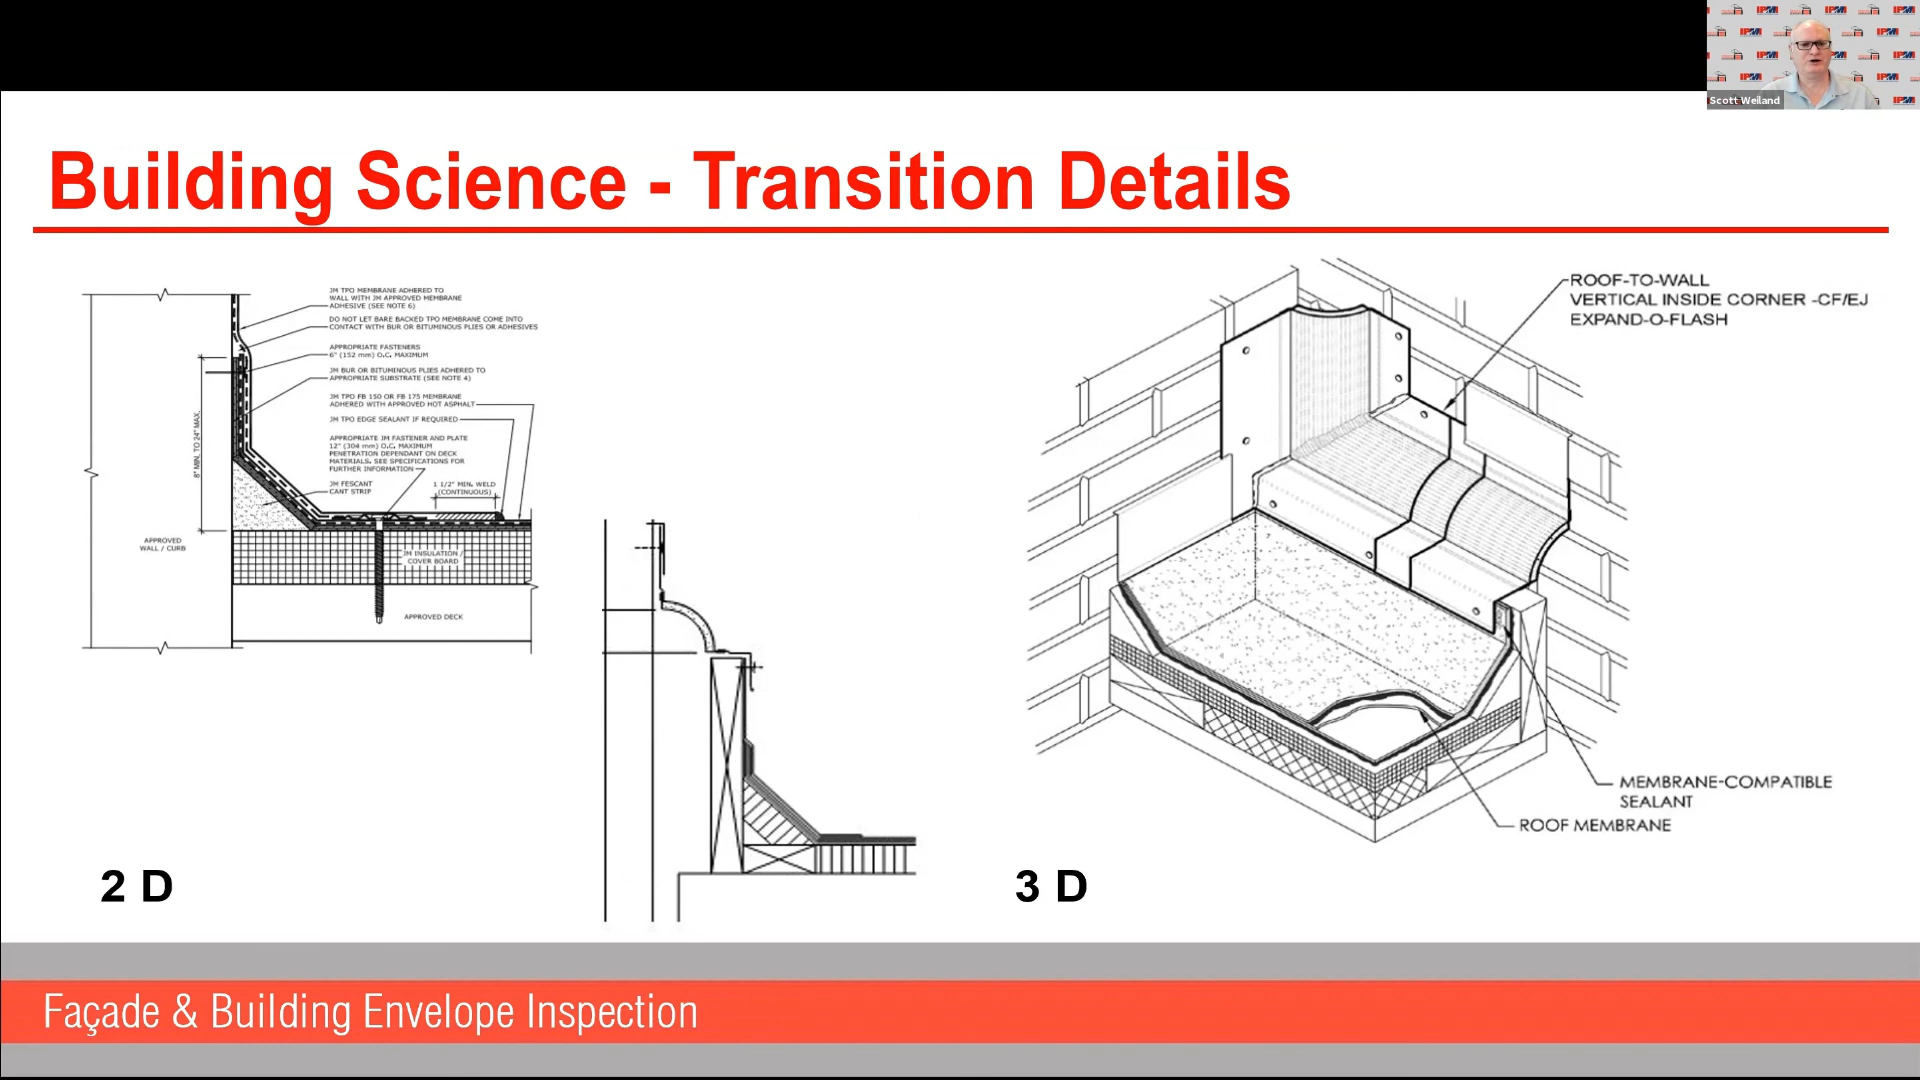 IPMI
Scott Weiland
Building Science - Transition Details
JM TPO MEMBRANE ADHERED TO
WALL WITH JM APPROVED MEMBRANE
ADHESIVE (SEE NOTE 6)
DO NOT LET BARE BACKED TPO MEMBRANE COME INTO
CONTACT WITH BUR OR BITUMINOUS PLIES OR ADHESIVES
APPROPRIATE FASTENERS
6" (152 mm) O.C. MAXIMUM
JM BUR OR BITUMINOUS PLIES ADHERED TO
APPROPRIATE SUBSTRATE (SEE NOTE 4)
JM TPO FB 150 OR FB 175 MEMBRANE
ADHERED WITH APPROVED HOT ASPHALT
JM TPO EDGE SEALANT IF REQUIRED
APPROPRIATE JM FASTENER AND PLATE
12" (304 mm) O.C. MAXIMUM
PENETRATION DEPENDANT ON DECK
MATERIALS. SEE SPECIFICATIONS FOR
FURTHER INFORMATION
JM FESCANT
CANT STRIP
1 1/2" MIN. WELD
(CONTINUOUS)
8" MIN. TO 24" MAX.
APPROVED
WALL / CURB
JM INSULATION /
COVER BOARD
APPROVED DECK
2 D
ROOF-TO-WALL
VERTICAL INSIDE CORNER -CF/EJ
EXPAND-O-FLASH
MEMBRANE-COMPATIBLE
SEALANT
ROOF MEMBRANE
3 D
Façade & Building Envelope Inspection